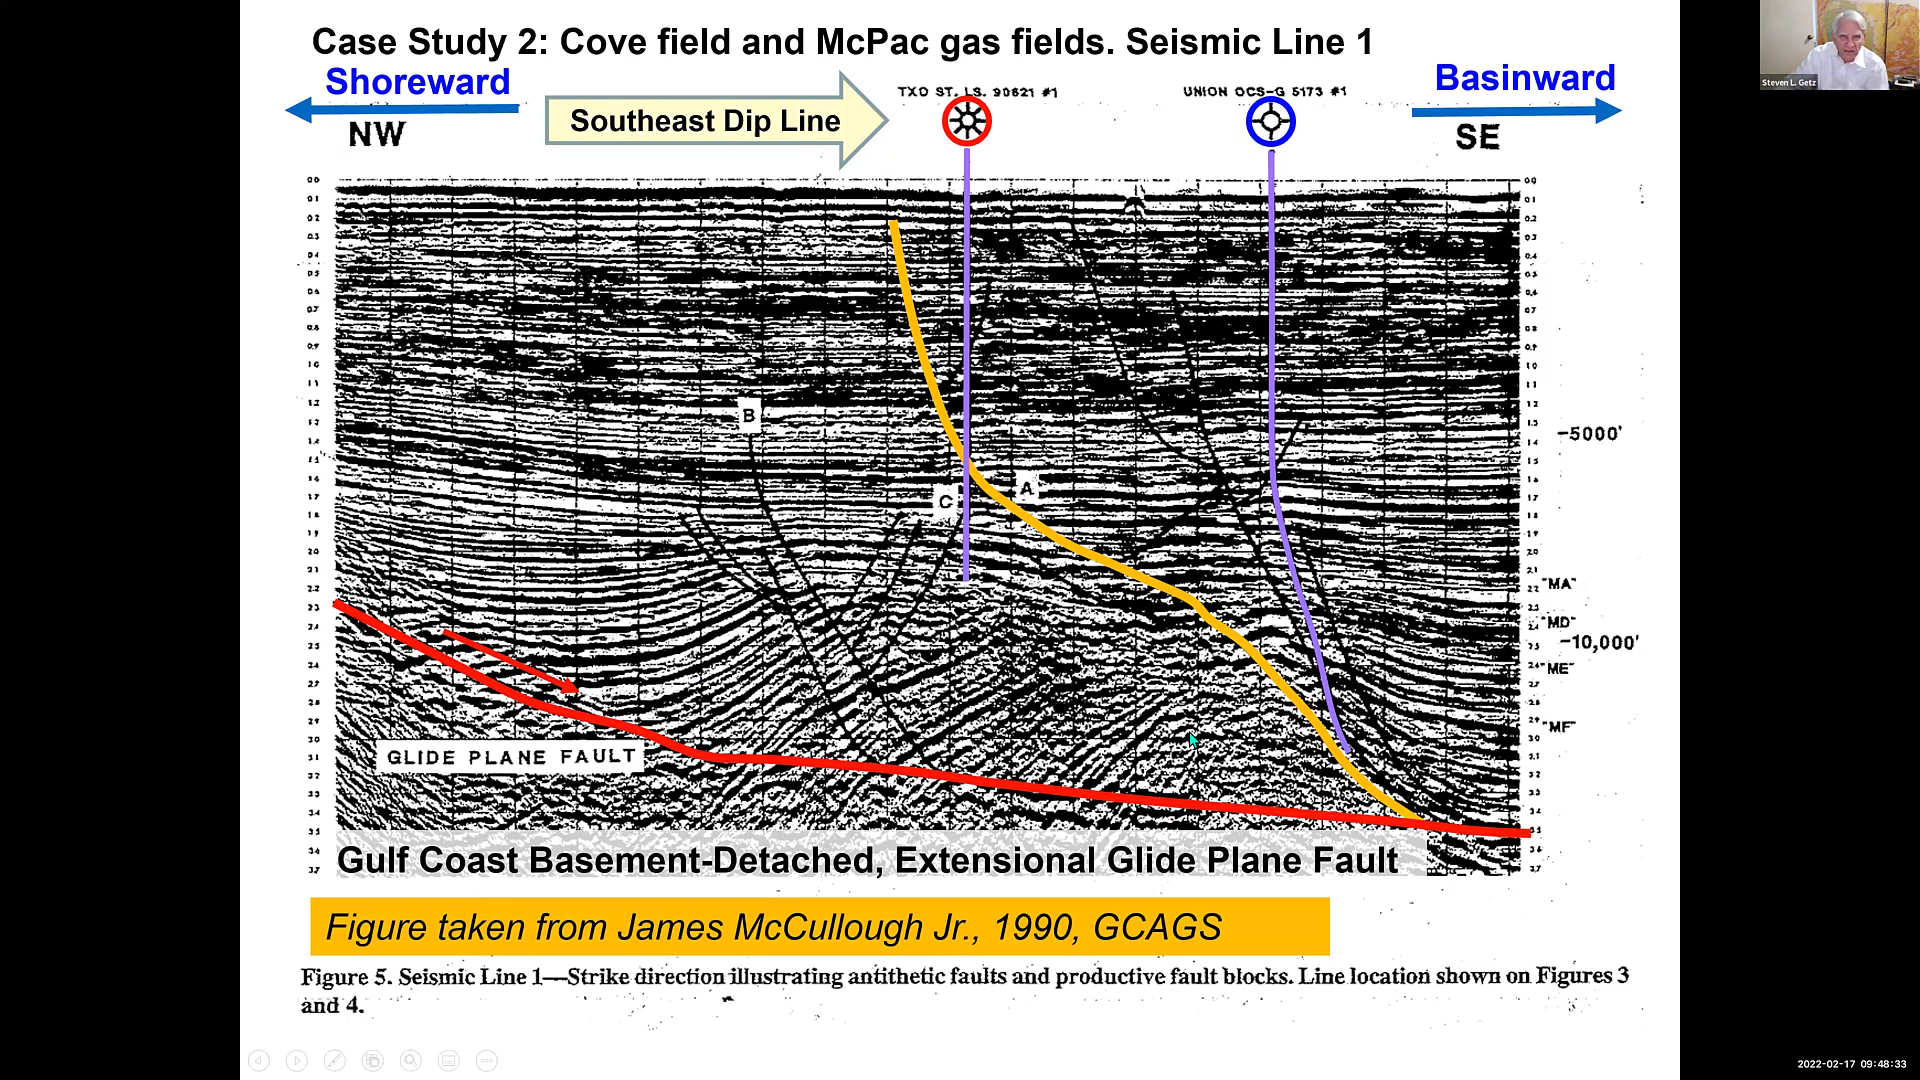 Case Study 2: Cove field and McPac gas fields. Seismic Line 1
Steven L. Getz
Shoreward
Basinward
TXO ST. LS. 90621 #1
UNION OCS-G 5173 #1
Southeast Dip Line
NW
SE
B
C
A
-5000'
"MA"
"MD"
-10,000'
"ME"
"MF"
GLIDE PLANE FAULT
Gulf Coast Basement-Detached, Extensional Glide Plane Fault
Figure taken from James McCullough Jr., 1990, GCAGS
Figure 5. Seismic Line 1—Strike direction illustrating antithetic faults and productive fault blocks. Line location shown on Figures 3
and 4.
2022-02-17 09:48:33